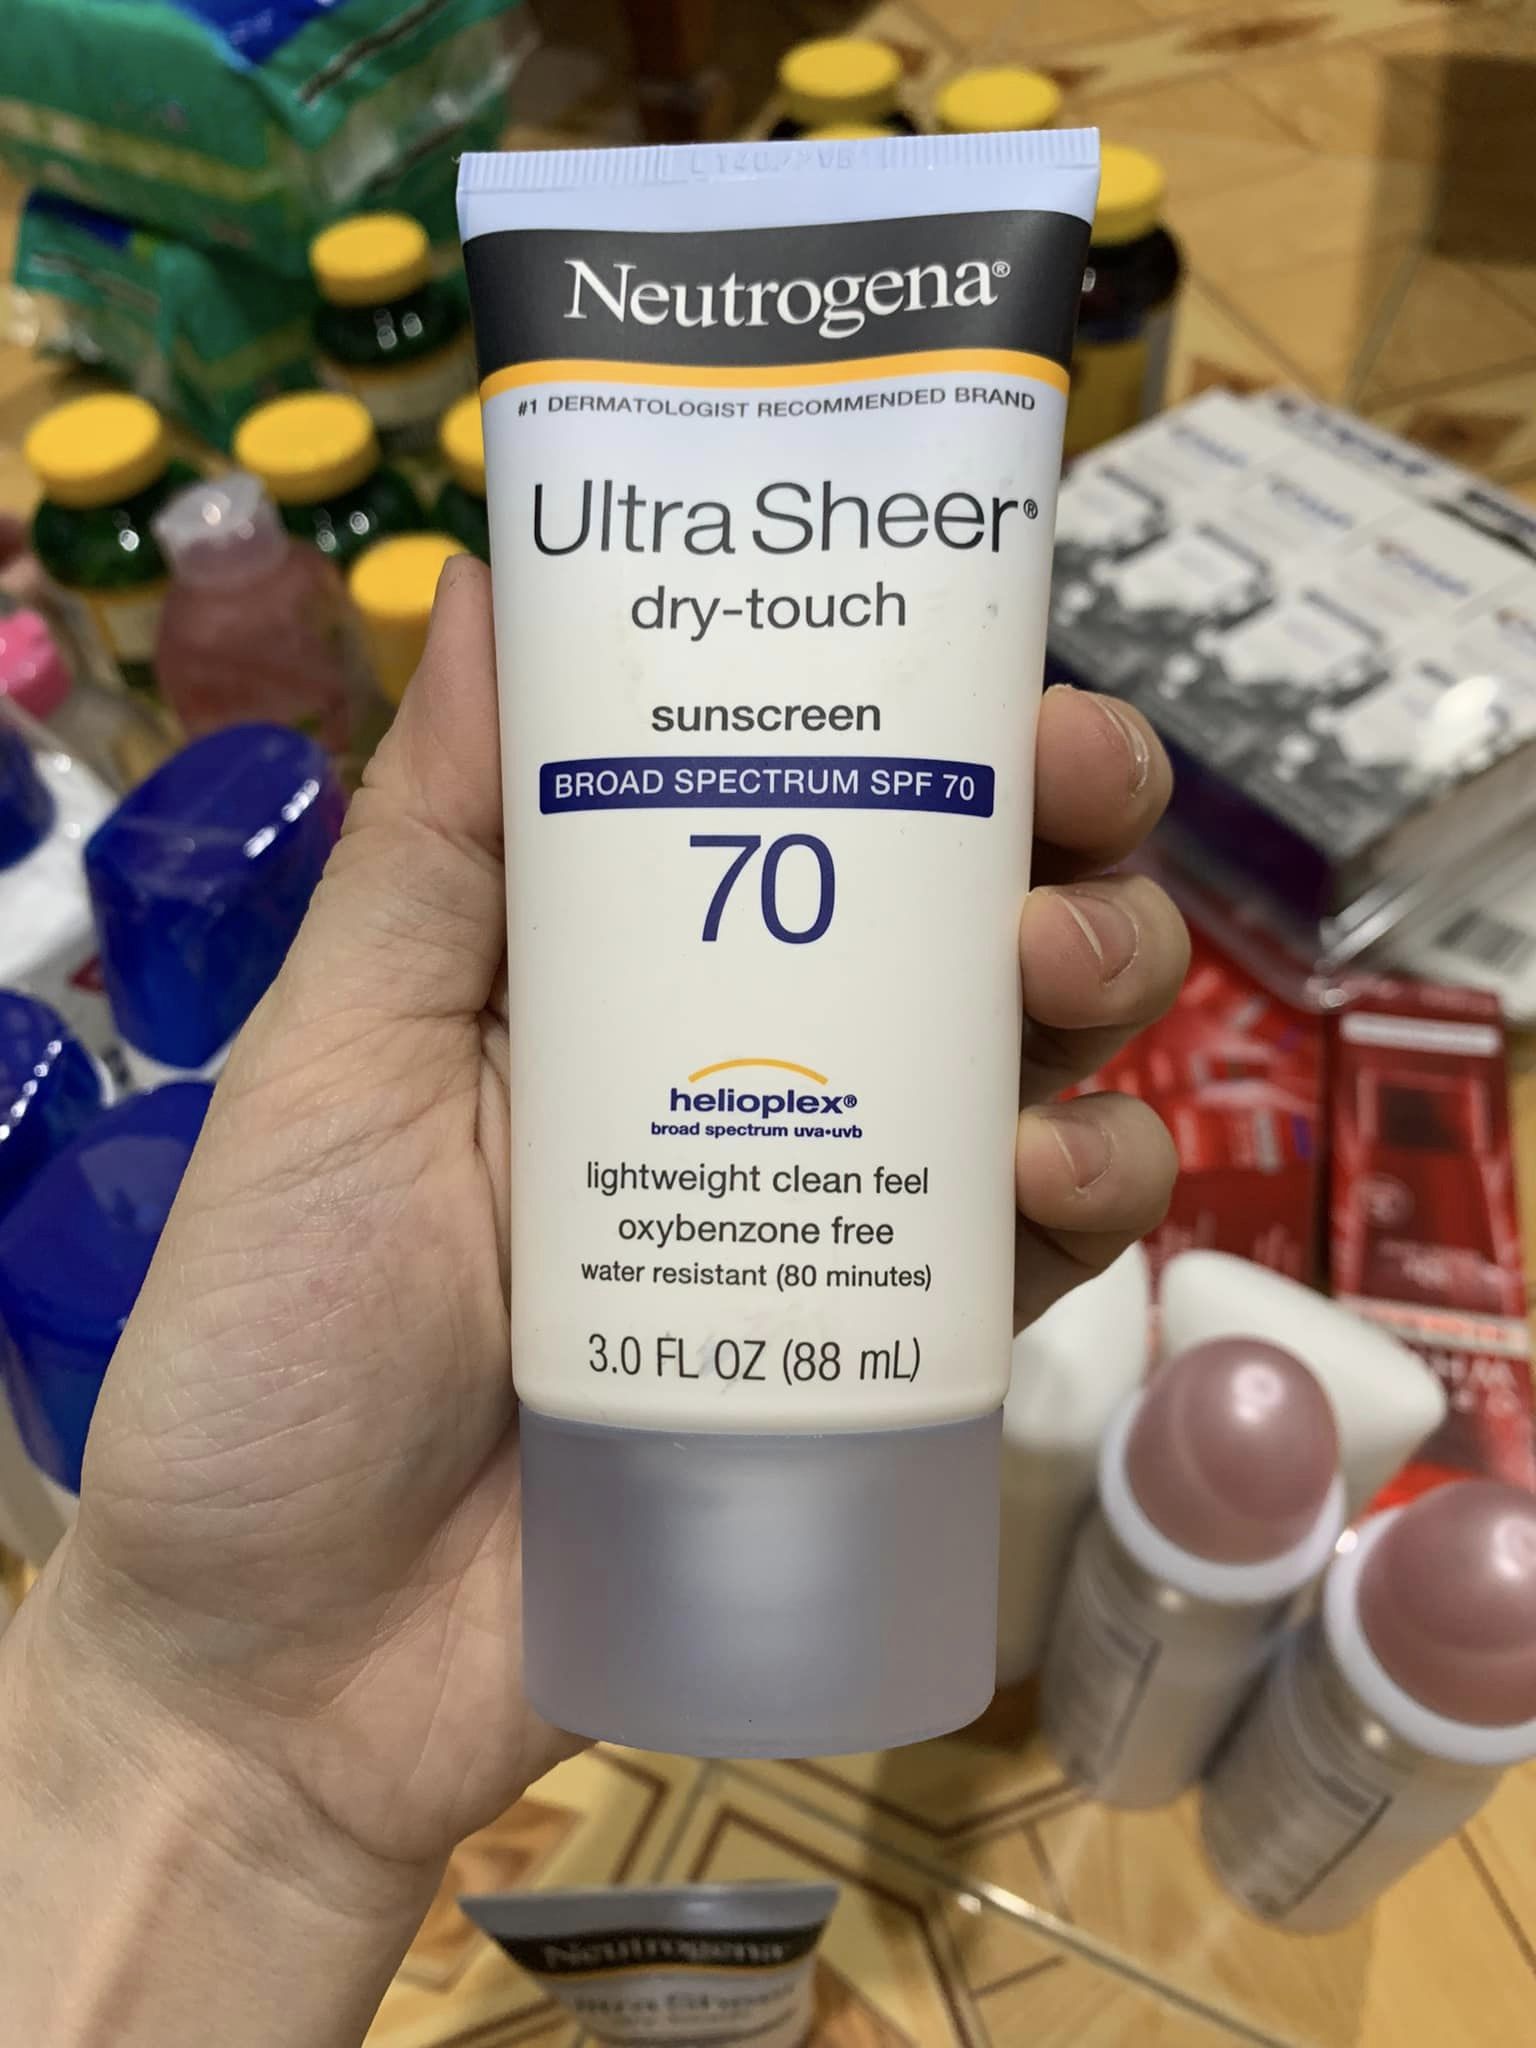 Neutrogena®
#1 DERMATOLOGIST RECOMMENDED BRAND
Ultra Sheer®
dry-touch
sunscreen
BROAD SPECTRUM SPF 70
70
helioplex®
broad spectrum uva•uvb
lightweight clean feel
oxybenzone free
water resistant (80 minutes)
3.0 FL OZ (88 mL)
Neutrogena